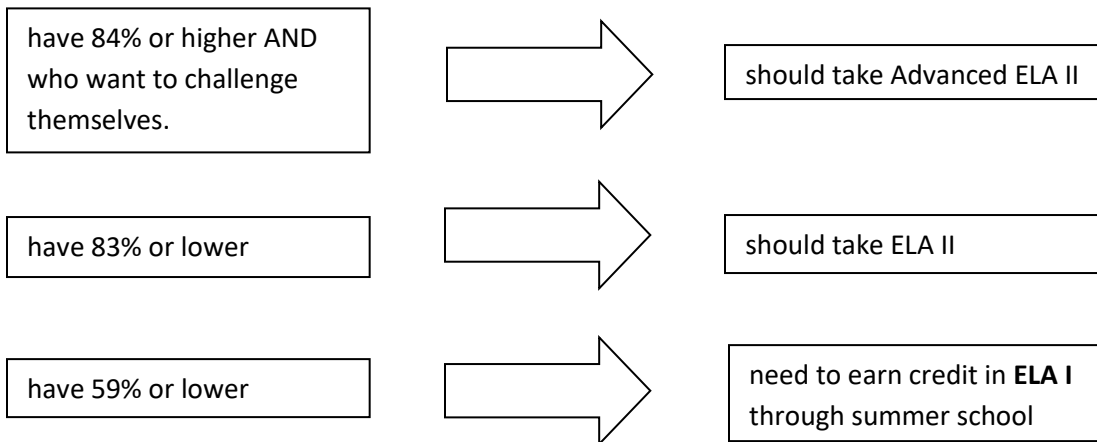 have 84% or higher AND
who want to challenge
themselves.
should take Advanced ELA II
have 83% or lower
should take ELA II
have 59% or lower
need to earn credit in ELA I
through summer school